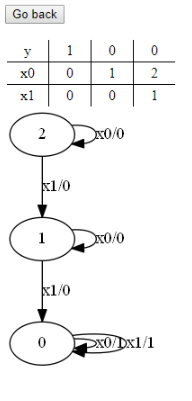 Go back
y 1 0 0
x0 0 1 2
x1 0 0 1
2 x0/0
x1/0
1 x0/0
x1/0
0 x0/1 x1/1